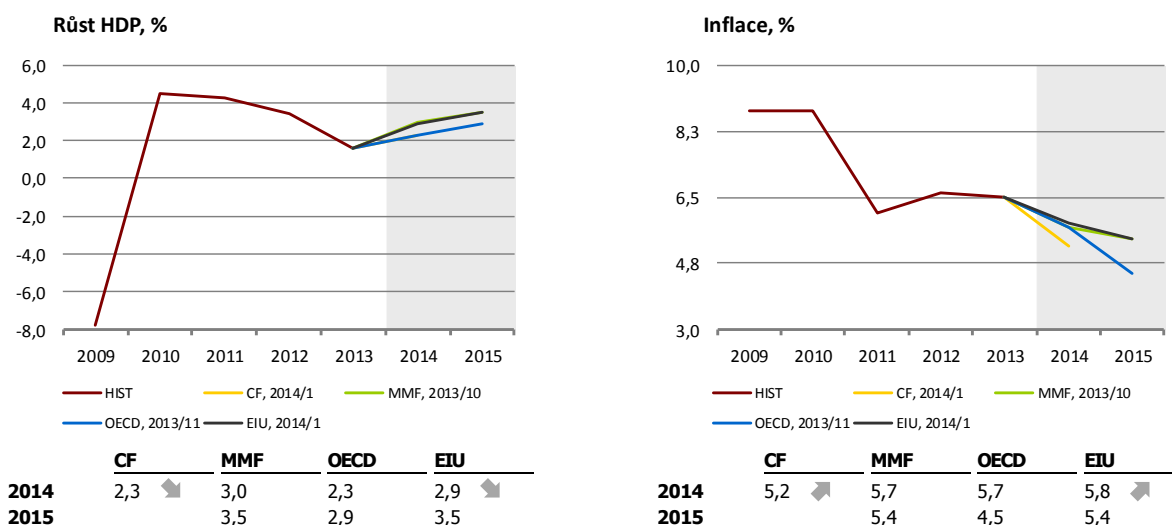 Růst HDP, %
6,0
4,0
2,0
0,0
-2,0
-4,0
-6,0
-8,0
2009 2010 2011 2012 2013 2014 2015
HIST CF, 2014/1 MMF, 2013/10
OECD, 2013/11 EIU, 2014/1
CF MMF OECD EIU
2014 2,3 3,0 2,3 2,9
2015 3,5 2,9 3,5
Inflace, %
10,0
8,3
6,5
4,8
3,0
2009 2010 2011 2012 2013 2014 2015
HIST CF, 2014/1 MMF, 2013/10
OECD, 2013/11 EIU, 2014/1
CF MMF OECD EIU
2014 5,2 5,7 5,7 5,8
2015 5,4 4,5 5,4